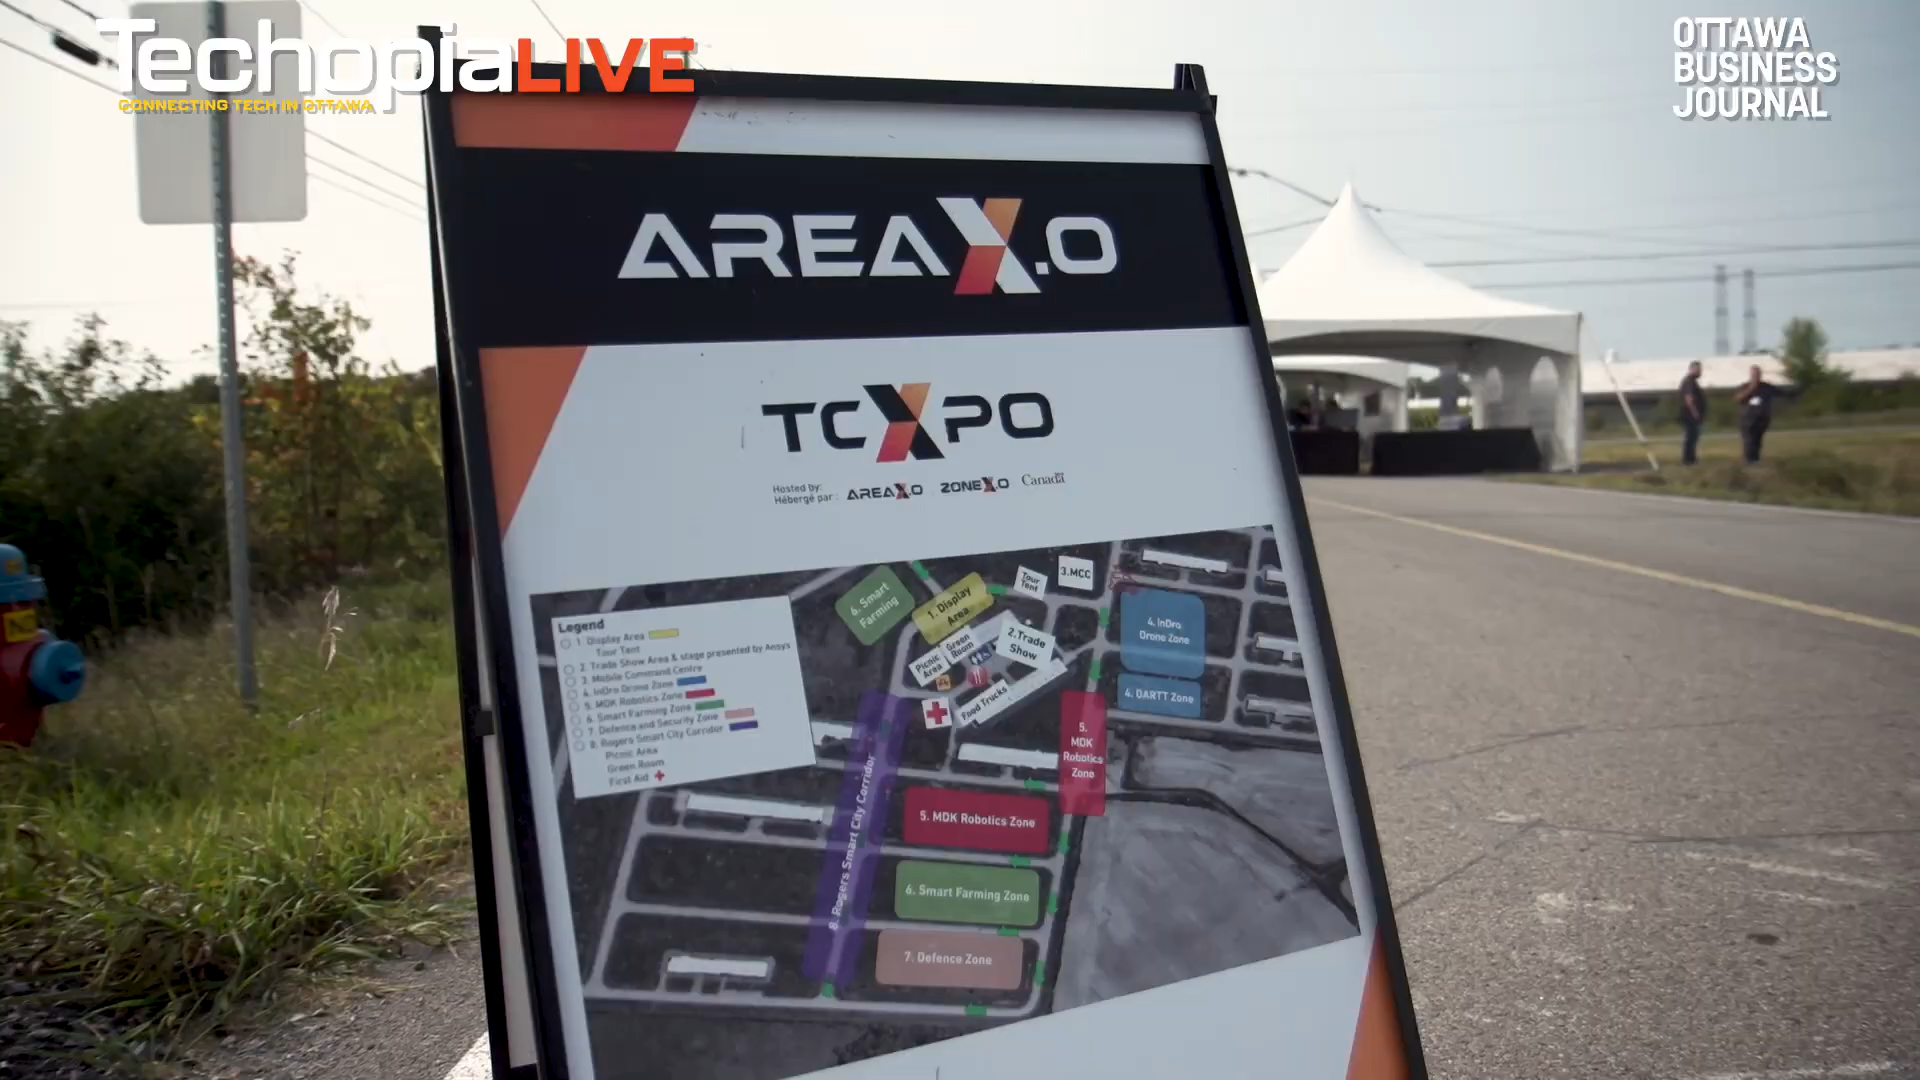 TechopiaLIVE
CONNECTING TECH IN OTTAWA
OTTAWA
BUSINESS
JOURNAL
AREAX.O
TCXPO
Hosted by:
Hébergé par :
AREAX.O
ZONEX.O
Canada
Legend
1. Display Area
Tour Tent
2. Trade Show Area & stage presented by Ansys
3. Mobile Command Centre
4. InDro Drone Zone
5. MDK Robotics Zone
6. Smart Farming Zone
7. Defence and Security Zone
8. Rogers Smart City Corridor
Picnic Area
Green Room
First Aid
6. Smart
Farming
1. Display
Area
Tour
Tent
3.MCC
Green
Room
2.Trade
Show
Picnic
Area
Food Trucks
4. InDro
Drone Zone
4. DARTT Zone
5.
MDK
Robotics
Zone
8. Rogers Smart City Corridor
5. MDK Robotics Zone
6. Smart Farming Zone
7. Defence Zone